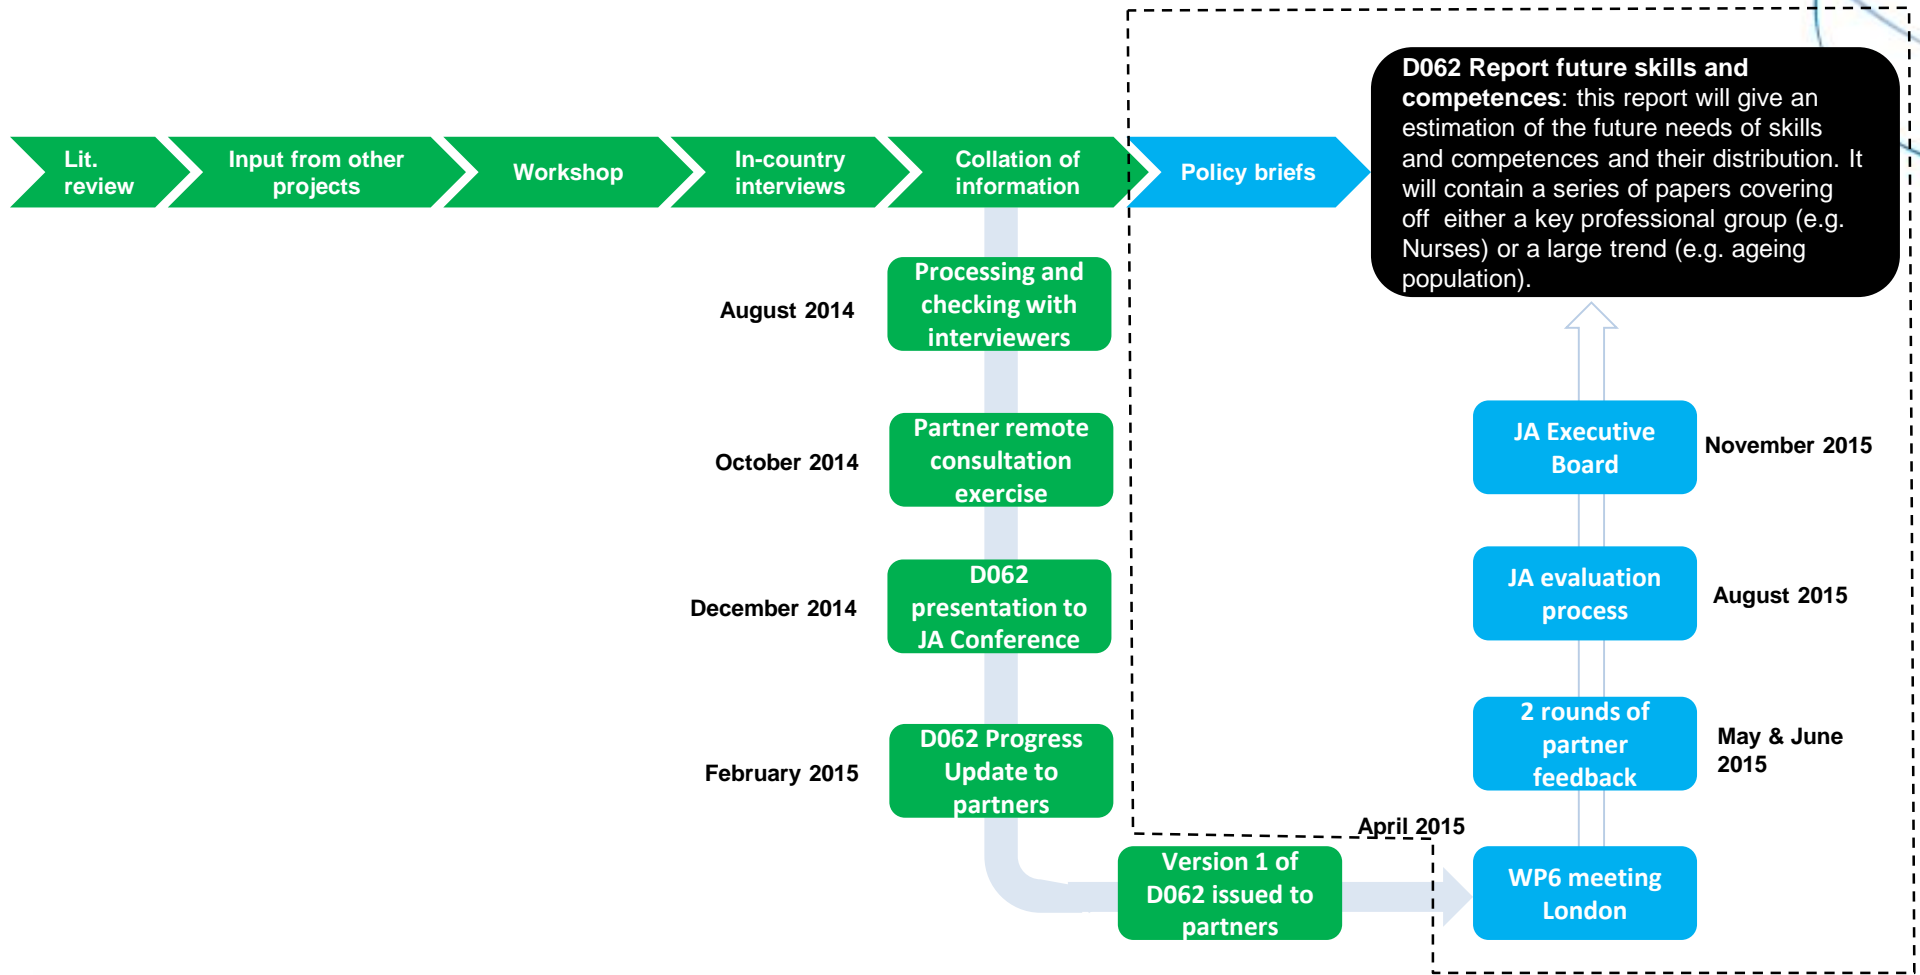 Lit.
review
Input from other
projects
Workshop
In-country
interviews
Collation of
information
Policy briefs
D062 Report future skills and
competences: this report will give an
estimation of the future needs of skills
and competences and their distribution. It
will contain a series of papers covering
off either a key professional group (e.g.
Nurses) or a large trend (e.g. ageing
population).
August 2014
Processing and
checking with
interviewers
October 2014
Partner remote
consultation
exercise
December 2014
D062
presentation to
JA Conference
February 2015
D062 Progress
Update to
partners
Version 1 of
D062 issued to
partners
April 2015
WP6 meeting
London
2 rounds of
partner
feedback
May & June
2015
JA evaluation
process
August 2015
JA Executive
Board
November 2015